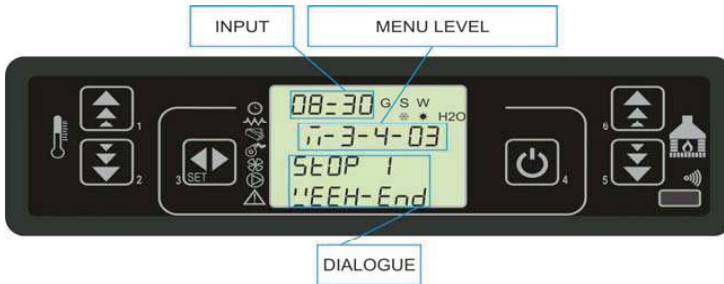 INPUT
MENU LEVEL
08-30 G S W
H2O
1
6
n-3-4-03
3 SET
StOP 1
4
2
5
WEEH-End
DIALOGUE